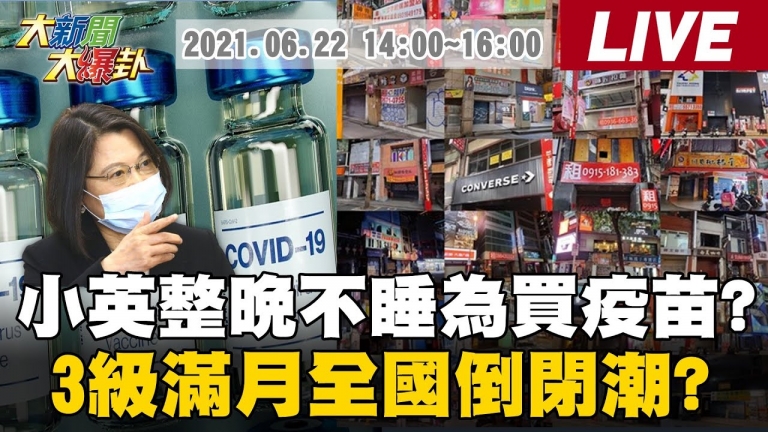 大新聞
大爆卦
2021.06.22 14:00~16:00
LIVE
COVID-19
Vaccine
CONVERSE
租 0915-181-383
租
小英整晚不睡為買疫苗?
3級滿月全國倒閉潮?